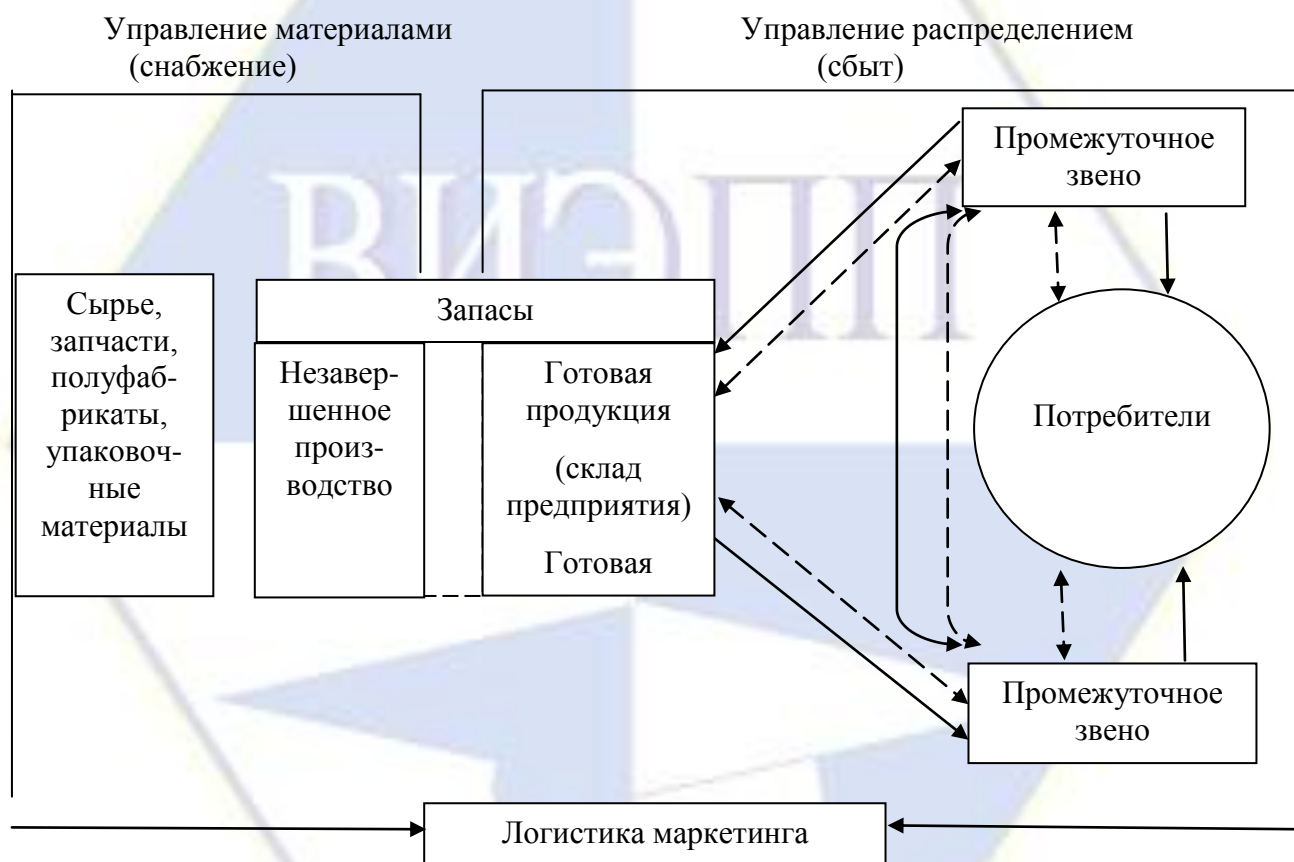 Управление материалами
(снабжение)
Управление распределением
(сбыт)
ВИЭПП
Промежуточное
звено
Сырье,
запчасти,
полуфаб-
рикаты,
упаковоч-
ные
материалы
Запасы
Незавер-
шенное
произ-
водство
Готовая
продукция
(склад
предприятия)
Готовая
Потребители
Промежуточное
звено
Логистика маркетинга